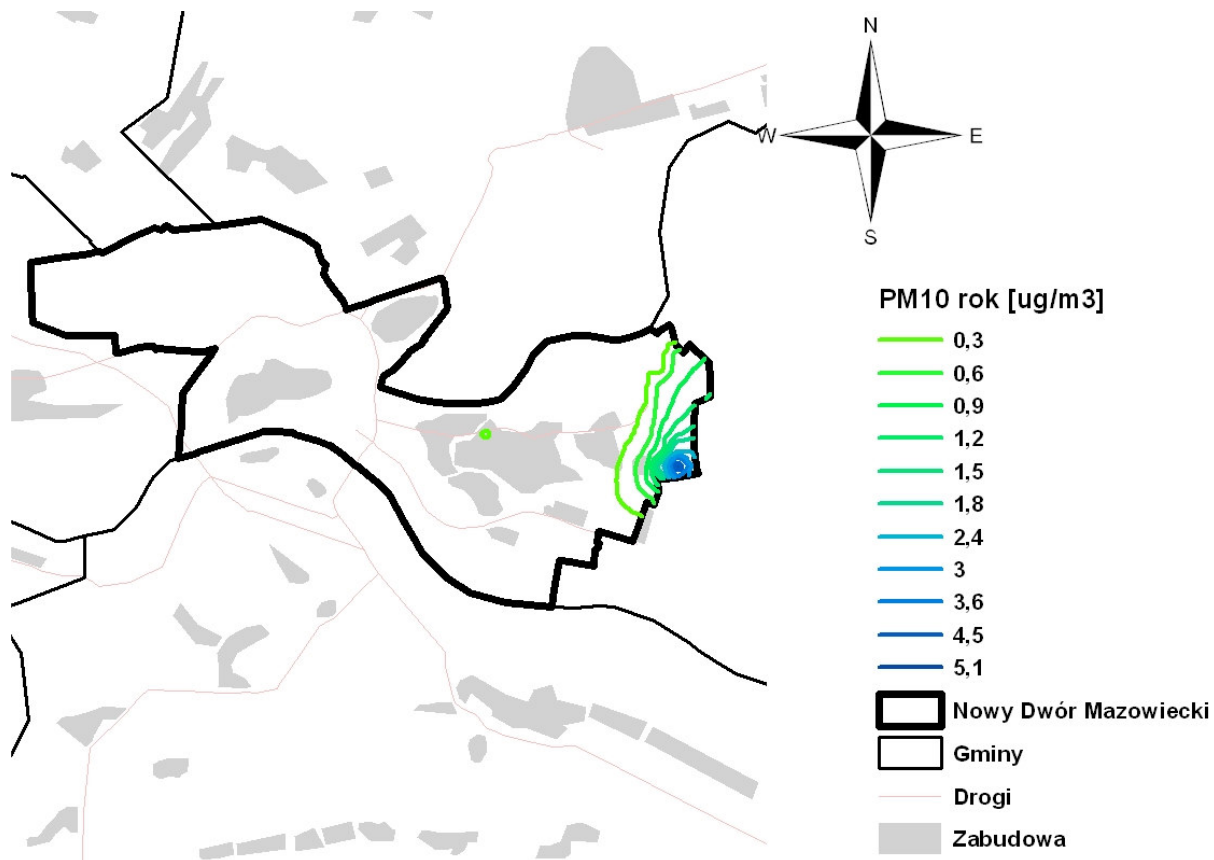 N
W
E
S
PM10 rok [ug/m3]
0,3
0,6
0,9
1,2
1,5
1,8
2,4
3
3,6
4,5
5,1
Nowy Dwór Mazowiecki
Gminy
Drogi
Zabudowa